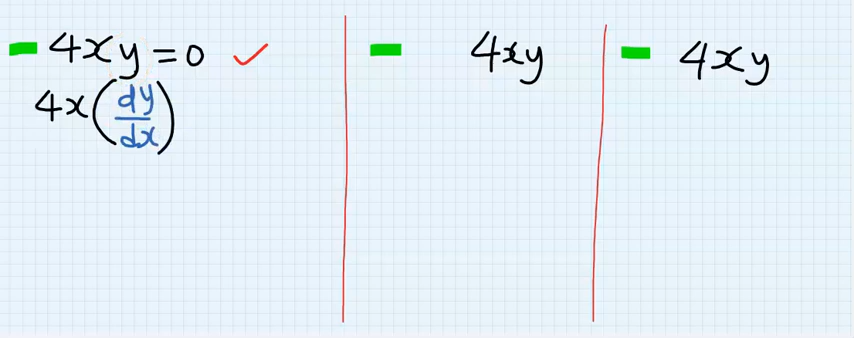 - 4xy = 0 ✓
4x(dy/dx)
- 4xy
- 4xy